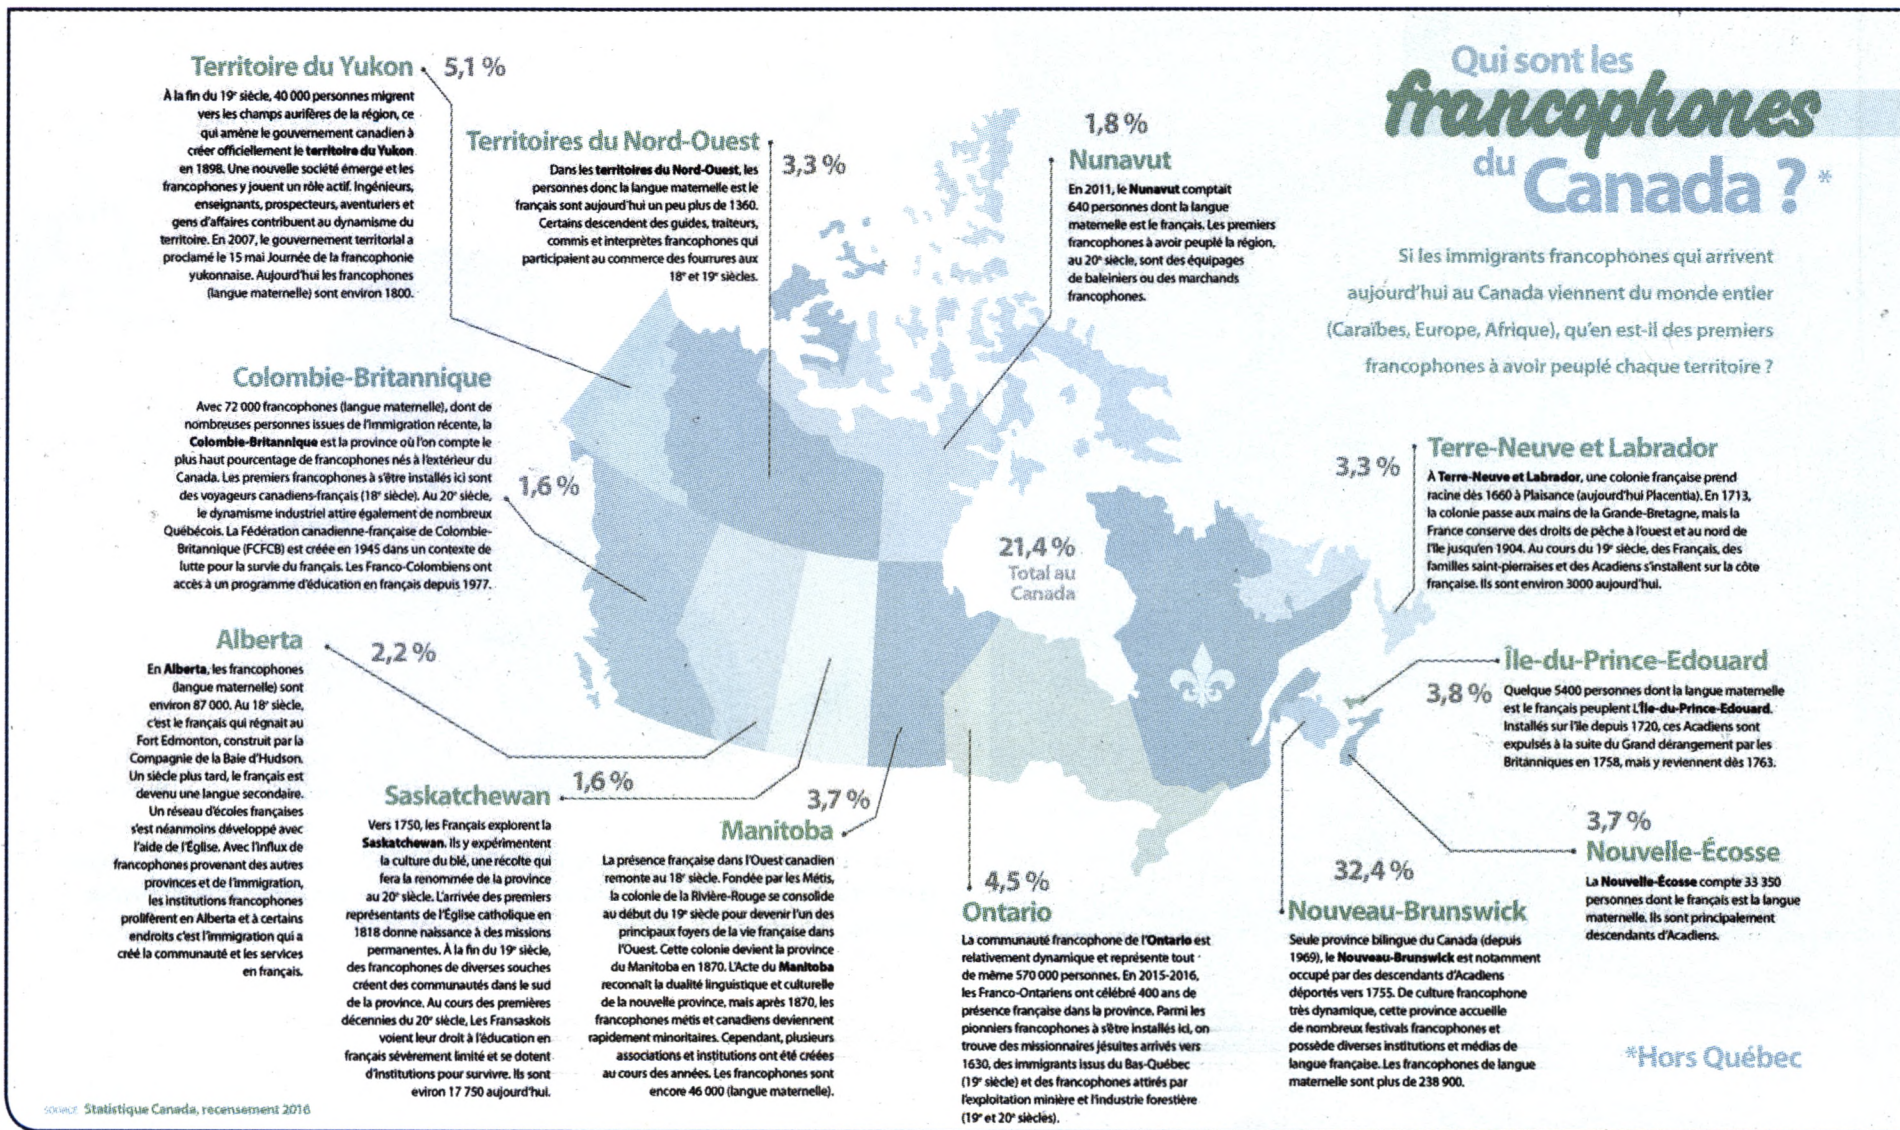 Qui sont les
francophones
du Canada ? *
Si les immigrants francophones qui arrivent
aujourd'hui au Canada viennent du monde entier
(Caraïbes, Europe, Afrique), qu'en est-il des premiers
francophones à avoir peuplé chaque territoire ?
Territoire du Yukon
5,1 %
À la fin du 19e siècle, 40 000 personnes migrent
vers les champs aurifères de la région, ce
qui amène le gouvernement canadien à
créer officiellement le territoire du Yukon
en 1898. Une nouvelle société émerge et les
francophones y jouent un rôle actif. Ingénieurs,
enseignants, prospecteurs, aventuriers et
gens d'affaires contribuent au dynamisme du
territoire. En 2007, le gouvernement territorial a
proclamé le 15 mai Journée de la francophonie
yukonnaise. Aujourd'hui les francophones
(langue maternelle) sont environ 1800.
Territoires du Nord-Ouest
3,3 %
Dans les territoires du Nord-Ouest, les
personnes donc la langue maternelle est le
français sont aujourd'hui un peu plus de 1360.
Certains descendent des guides, traiteurs,
commis et interprètes francophones qui
participaient au commerce des fourrures aux
18e et 19e siècles.
1,8 %
Nunavut
En 2011, le Nunavut comptait
640 personnes dont la langue
maternelle est le français. Les premiers
francophones à avoir peuplé la région,
au 20e siècle, sont des équipages
de baleiniers ou des marchands
francophones.
Colombie-Britannique
1,6 %
Avec 72 000 francophones (langue maternelle), dont de
nombreuses personnes issues de l'immigration récente, la
Colombie-Britannique est la province où l'on compte le
plus haut pourcentage de francophones nés à l'extérieur du
Canada. Les premiers francophones à s'être installés ici sont
des voyageurs canadiens-français (18e siècle). Au 20e siècle,
le dynamisme industriel attire également de nombreux
Québécois. La Fédération canadienne-française de Colombie-
Britannique (FCFCB) est créée en 1945 dans un contexte de
lutte pour la survie du français. Les Franco-Colombiens ont
accès à un programme d'éducation en français depuis 1977.
21,4 %
Total au
Canada
Terre-Neuve et Labrador
3,3 %
À Terre-Neuve et Labrador, une colonie française prend
racine dès 1660 à Plaisance (aujourd'hui Placentia). En 1713,
la colonie passe aux mains de la Grande-Bretagne, mais la
France conserve des droits de pêche à l'ouest et au nord de
l'île jusqu'en 1904. Au cours du 19e siècle, des Français, des
familles saint-pierraises et des Acadiens s'installent sur la côte
française. Ils sont environ 3000 aujourd'hui.
Alberta
2,2 %
En Alberta, les francophones
(langue maternelle) sont
environ 87 000. Au 18e siècle,
c'est le français qui régnait au
Fort Edmonton, construit par la
Compagnie de la Baie d'Hudson.
Un siècle plus tard, le français est
devenu une langue secondaire.
Un réseau d'écoles françaises
s'est néanmoins développé avec
l'aide de l'Église. Avec l'influx de
francophones provenant des autres
provinces et de l'immigration,
les institutions francophones
prolifèrent en Alberta et à certains
endroits c'est l'immigration qui a
créé la communauté et les services
en français.
Saskatchewan
1,6 %
Vers 1750, les Français explorent la
Saskatchewan. Ils y expérimentent
la culture du blé, une récolte qui
fera la renommée de la province
au 20e siècle. L'arrivée des premiers
représentants de l'Église catholique en
1818 donne naissance à des missions
permanentes. À la fin du 19e siècle,
des francophones de diverses souches
créent des communautés dans le sud
de la province. Au cours des premières
décennies du 20e siècle, Les Fransaskois
voient leur droit à l'éducation en
français sévèrement limité et se dotent
d'institutions pour survivre. Ils sont
eviron 17 750 aujourd'hui.
3,7 %
Manitoba
La présence française dans l'Ouest canadien
remonte au 18e siècle. Fondée par les Métis,
la colonie de la Rivière-Rouge se consolide
au début du 19e siècle pour devenir l'un des
principaux foyers de la vie française dans
l'Ouest. Cette colonie devient la province
du Manitoba en 1870. L'Acte du Manitoba
reconnaît la dualité linguistique et culturelle
de la nouvelle province, mais après 1870, les
francophones métis et canadiens deviennent
rapidement minoritaires. Cependant, plusieurs
associations et institutions ont été créées
au cours des années. Les francophones sont
encore 46 000 (langue maternelle).
4,5 %
Ontario
La communauté francophone de l'Ontario est
relativement dynamique et représente tout
de même 570 000 personnes. En 2015-2016,
les Franco-Ontariens ont célébré 400 ans de
présence française dans la province. Parmi les
pionniers francophones à s'être installés ici, on
trouve des missionnaires jésuites arrivés vers
1630, des immigrants issus du Bas-Québec
(19e siècle) et des francophones attirés par
l'exploitation minière et l'industrie forestière
(19e et 20e siècles).
32,4 %
Nouveau-Brunswick
Seule province bilingue du Canada (depuis
1969), le Nouveau-Brunswick est notamment
occupé par des descendants d'Acadiens
déportés vers 1755. De culture francophone
très dynamique, cette province accueille
de nombreux festivals francophones et
possède diverses institutions et médias de
langue française. Les francophones de langue
maternelle sont plus de 238 900.
Île-du-Prince-Edouard
3,8 %
Quelque 5400 personnes dont la langue maternelle
est le français peuplent L'Île-du-Prince-Edouard.
Installés sur l'île depuis 1720, ces Acadiens sont
expulsés à la suite du Grand dérangement par les
Britanniques en 1758, mais y reviennent dès 1763.
3,7 %
Nouvelle-Écosse
La Nouvelle-Écosse compte 33 350
personnes dont le français est la langue
maternelle. Ils sont principalement
descendants d'Acadiens.
*Hors Québec
source: Statistique Canada, recensement 2016